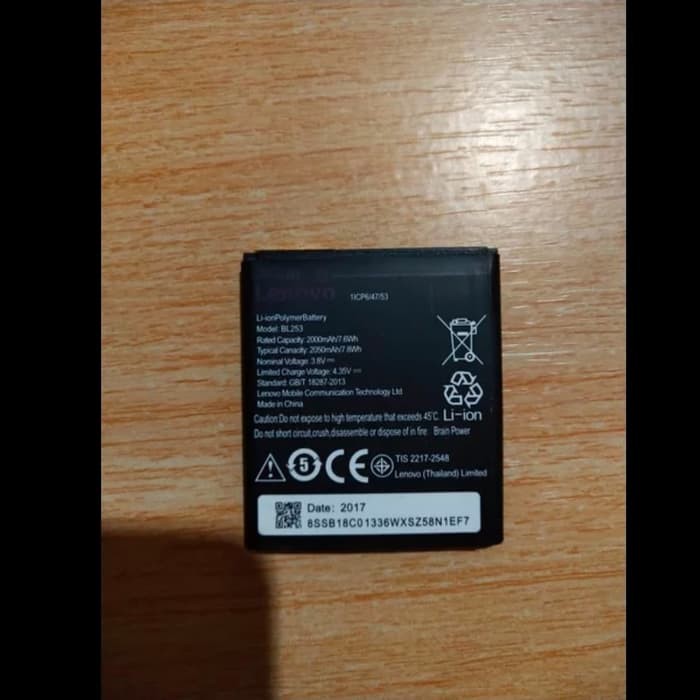 Lenovo
1ICP6/47/53
Li-ionPolymerBattery
Model: BL253
Rated Capacity: 2000mAh/7.6Wh
Typical Capacity: 2050mAh/7.8Wh
Nominal Voltage: 3.8V
Limited Charge Voltage: 4.35V
Standard: GB/T 18287-2013
Lenovo Mobile Communication Technology Ltd
Made in China
Li-ion
Caution:Do not expose to high temperature that exceeds 45°C.
Do not short circuit,crush,disassemble or dispose of in fire. Brain Power
5
CE
TIS 2217-2548
Lenovo (Thailand) Limited
Date: 2017
8SSB18C01336WXSZ58N1EF7